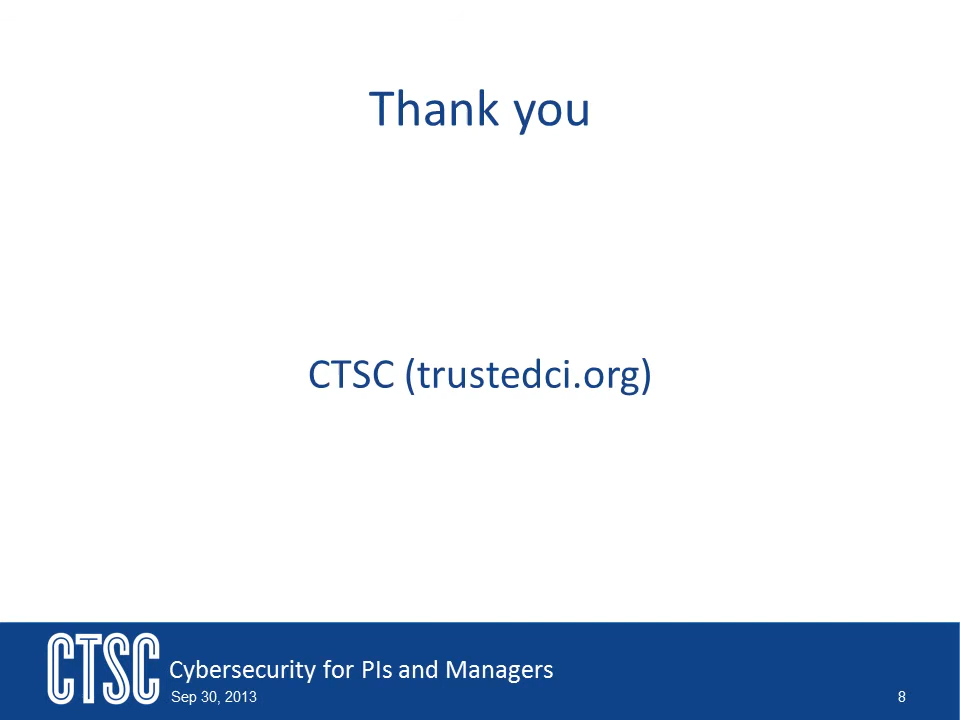 Thank you
CTSC (trustedci.org)
CTSC
Cybersecurity for PIs and Managers
Sep 30, 2013
8